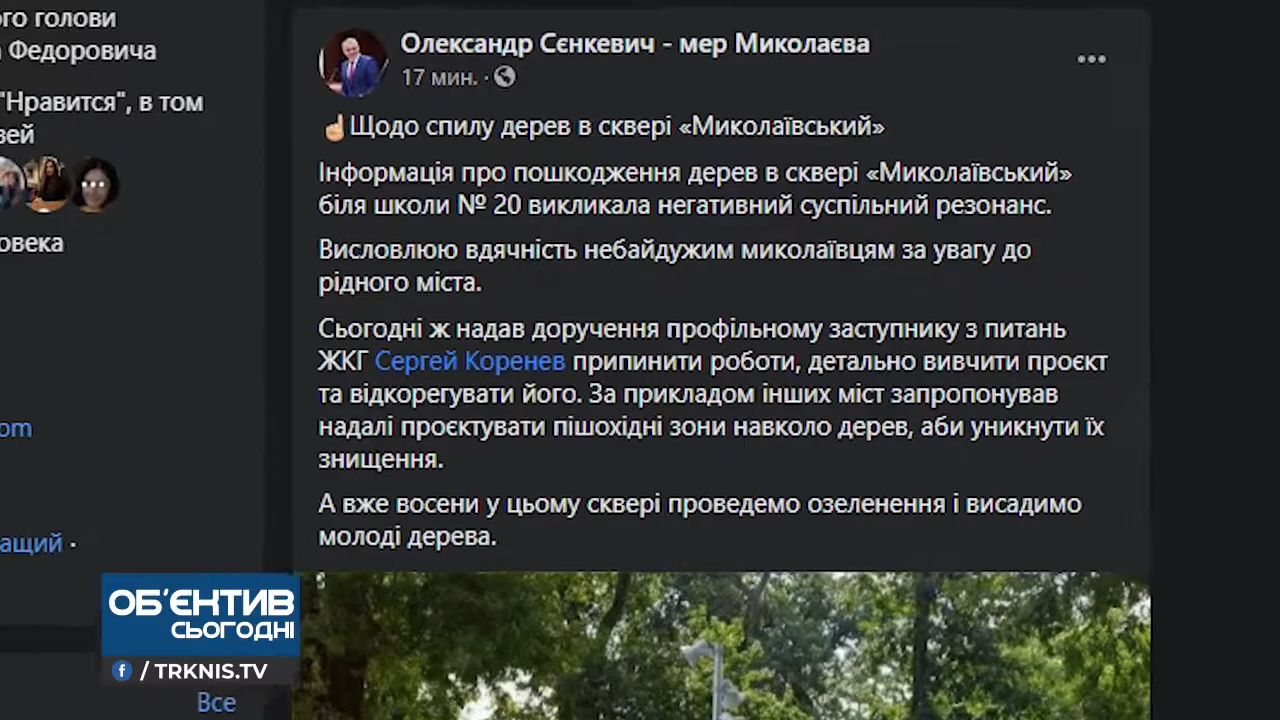 ого голови
Федоровича
"Нравится", в том
зей
овека
om
ащий ·
Все
Олександр Сєнкевич - мер Миколаєва
17 мин. ·
☝Щодо спилу дерев в сквері «Миколаївський»
Інформація про пошкодження дерев в сквері «Миколаївський»
біля школи № 20 викликала негативний суспільний резонанс.
Висловлюю вдячність небайдужим миколаївцям за увагу до
рідного міста.
Сьогодні ж надав доручення профільному заступнику з питань
ЖКГ Сергей Коренев припинити роботи, детально вивчити проєкт
та відкорегувати його. За прикладом інших міст запропонував
надалі проєктувати пішохідні зони навколо дерев, аби уникнути їх
знищення.
А вже восени у цьому сквері проведемо озеленення і висадимо
молоді дерева.
ОБ'ЄКТИВ
СЬОГОДНІ
f / TRKNIS.TV